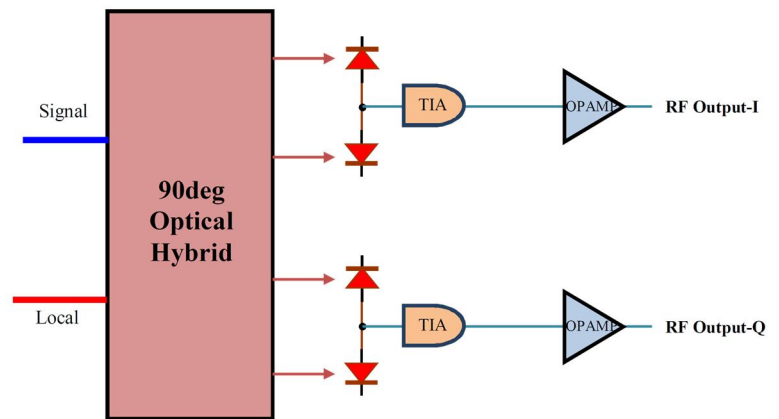 Signal
Local
90deg
Optical
Hybrid
TIA
OPAMP
RF Output-I
TIA
OPAMP
RF Output-Q